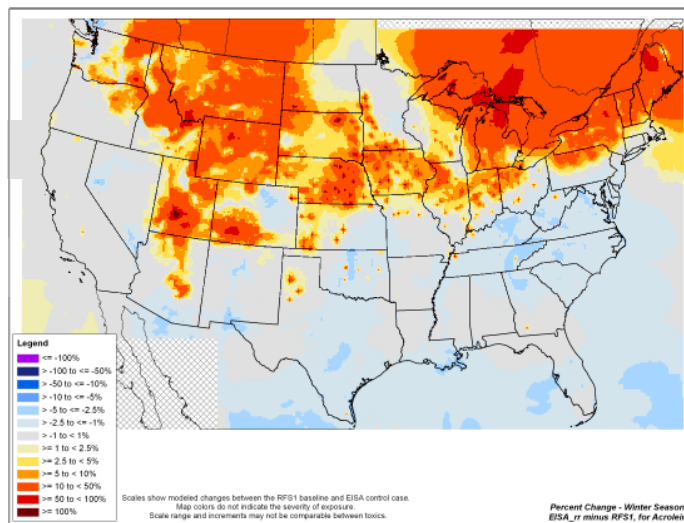 Legend
<= -100%
> -100 to <= -50%
> -50 to <= -10%
> -10 to <= -5%
> -5 to <= -2.5%
> -2.5 to <= -1%
> -1 to < 1%
>= 1 to < 2.5%
>= 2.5 to < 5%
>= 5 to < 10%
>= 10 to < 50%
>= 50 to < 100%
>= 100%
Scales show modeled changes between the RFS1 baseline and EISA control case.
Map colors do not indicate the severity of exposure.
Scale range and increments may not be comparable between toxics.
Percent Change - Winter Season
EISA_rr minus RFS1, for Acrolein